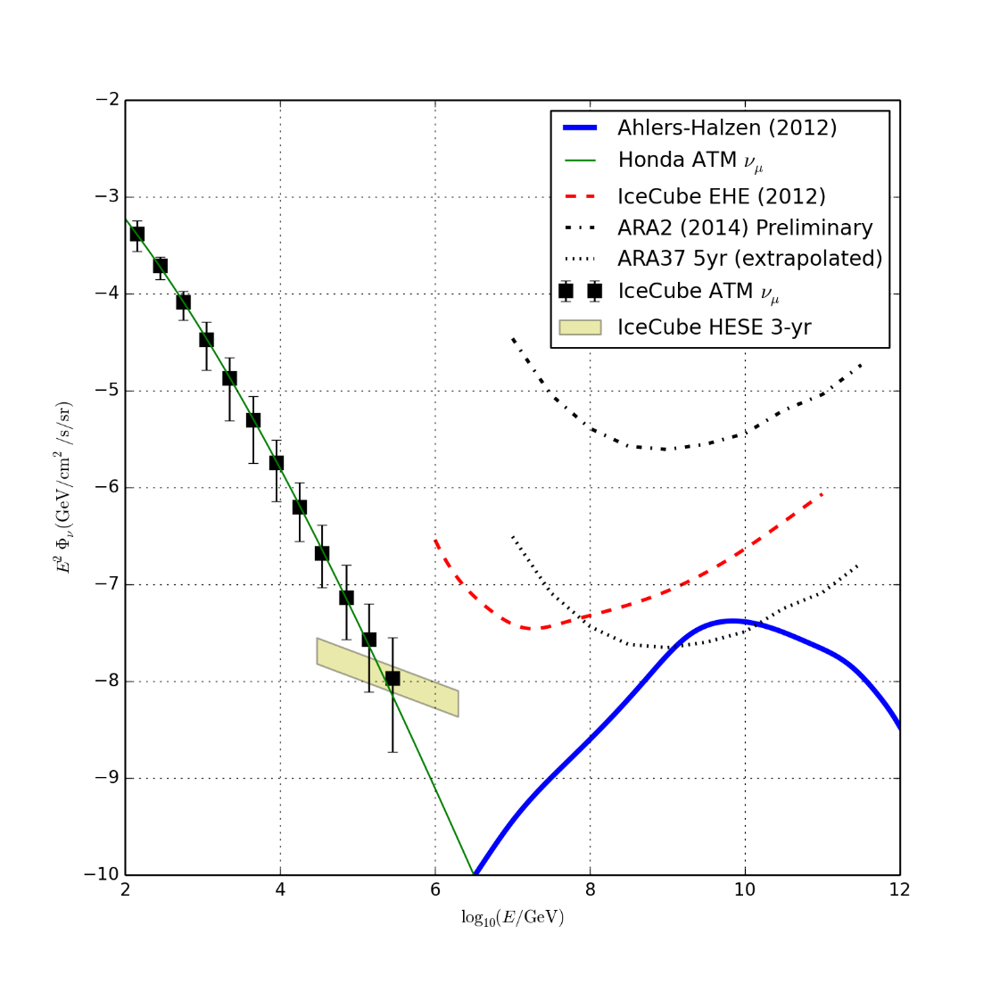 −2
−3
−4
−5
−6
−7
−8
−9
−10
2 4 6 8 10 12
log₁₀(E/GeV)
E² Φ_ν(GeV/cm² /s/sr)
Ahlers-Halzen (2012)
Honda ATM ν_μ
IceCube EHE (2012)
ARA2 (2014) Preliminary
ARA37 5yr (extrapolated)
IceCube ATM ν_μ
IceCube HESE 3-yr